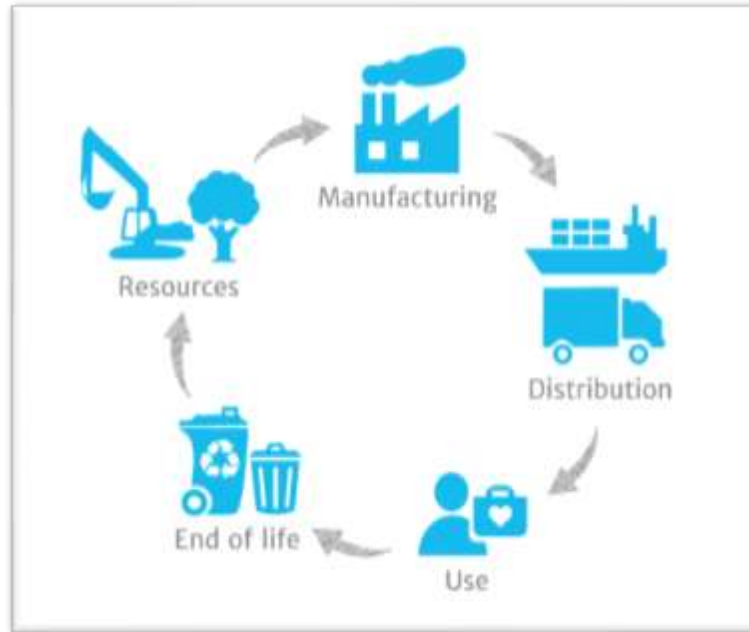 Manufacturing
Resources
Distribution
End of life
Use